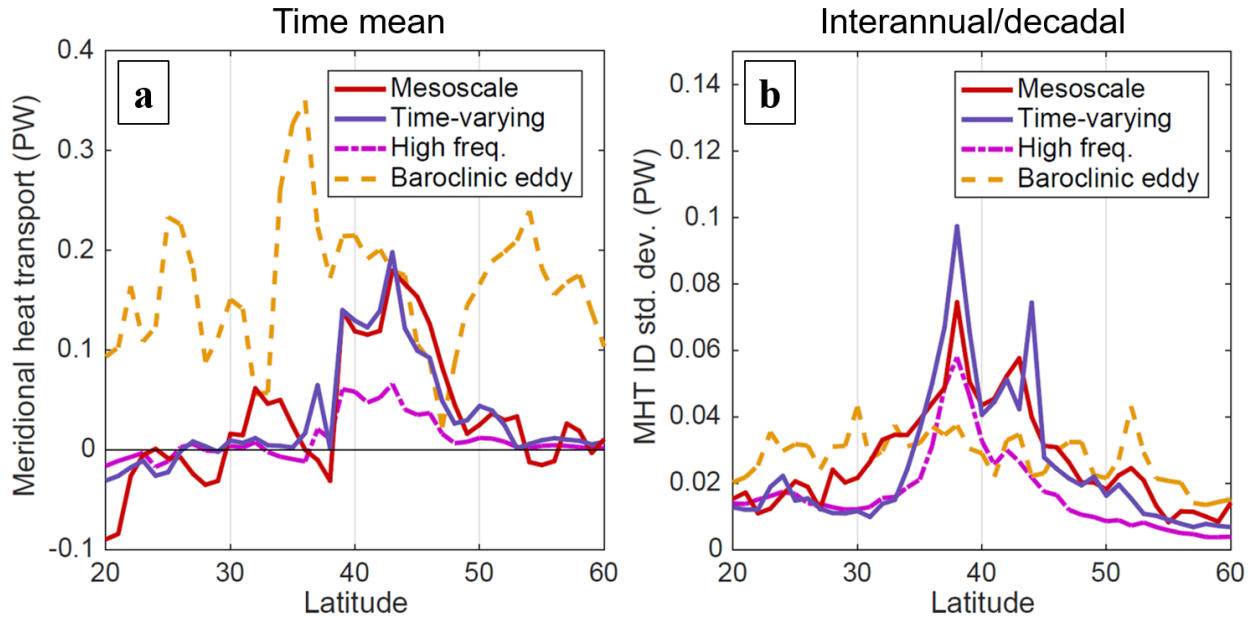 Time mean
a
Mesoscale
Time-varying
High freq.
Baroclinic eddy
Meridional heat transport (PW)
0.4
0.3
0.2
0.1
0
-0.1
20
30
40
50
60
Latitude
Interannual/decadal
b
Mesoscale
Time-varying
High freq.
Baroclinic eddy
MHT ID std. dev. (PW)
0.14
0.12
0.1
0.08
0.06
0.04
0.02
0
20
30
40
50
60
Latitude